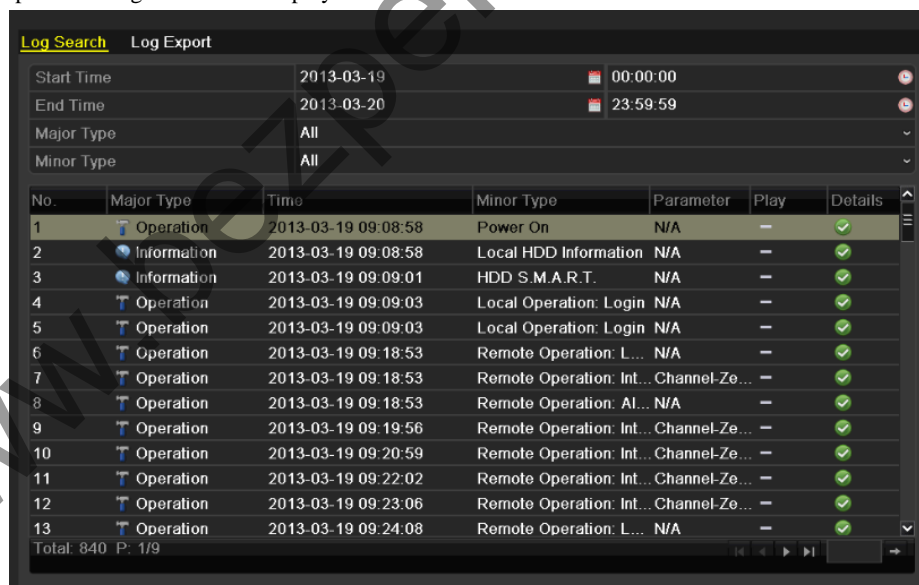 Log Search Log Export
Start Time 2013-03-19 00:00:00
End Time 2013-03-20 23:59:59
Major Type All
Minor Type All
No. Major Type Time Minor Type Parameter Play Details
1 Operation 2013-03-19 09:08:58 Power On N/A —
2 Information 2013-03-19 09:08:58 Local HDD Information N/A —
3 Information 2013-03-19 09:09:01 HDD S.M.A.R.T. N/A —
4 Operation 2013-03-19 09:09:03 Local Operation: Login N/A —
5 Operation 2013-03-19 09:09:03 Local Operation: Login N/A —
6 Operation 2013-03-19 09:18:53 Remote Operation: L... N/A —
7 Operation 2013-03-19 09:18:53 Remote Operation: Int... Channel-Ze... —
8 Operation 2013-03-19 09:18:53 Remote Operation: Al... N/A —
9 Operation 2013-03-19 09:19:56 Remote Operation: Int... Channel-Ze... —
10 Operation 2013-03-19 09:20:59 Remote Operation: Int... Channel-Ze... —
11 Operation 2013-03-19 09:22:02 Remote Operation: Int... Channel-Ze... —
12 Operation 2013-03-19 09:23:06 Remote Operation: Int... Channel-Ze... —
13 Operation 2013-03-19 09:24:08 Remote Operation: L... N/A —
Total: 840 P: 1/9
www.bezpe